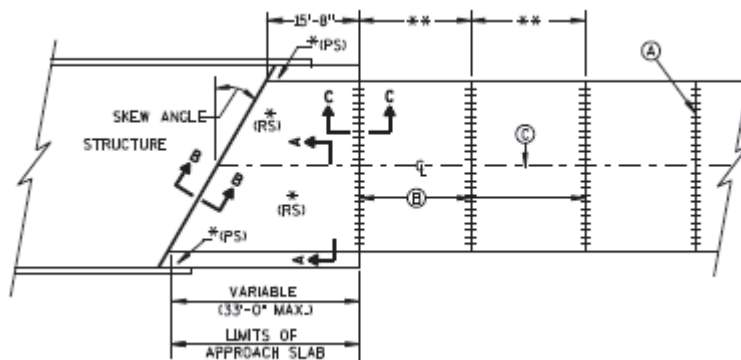 15'-8"
**
**
*(PS)
A
SKEW ANGLE
*
(RS)
C
C
STRUCTURE
A
C
B
B
℄
*
(RS)
B
*(PS)
A
VARIABLE
(33'-0" MAX.)
LIMITS OF
APPROACH SLAB